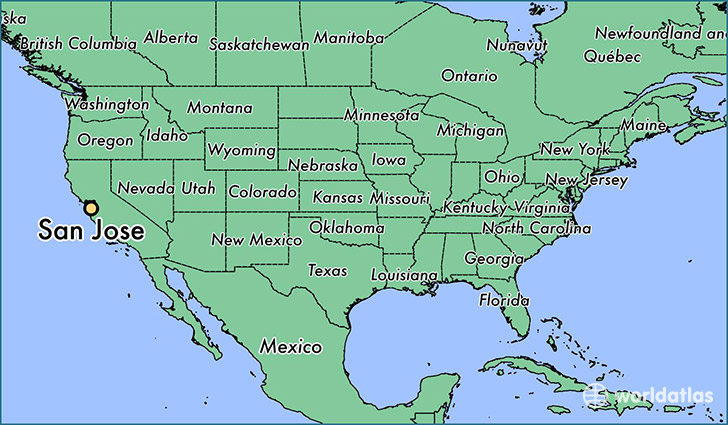 ska
British Columbia
Alberta
Saskatchewan
Manitoba
Nunavut
Newfoundland and
Québec
Ontario
Washington
Montana
Minnesota
Michigan
Maine
Oregon
Idaho
Wyoming
Nebraska
Iowa
New York
Nevada
Utah
Colorado
Kansas
Missouri
Ohio
New Jersey
Kentucky
Virginia
San Jose
New Mexico
Oklahoma
North Carolina
Texas
Louisiana
Georgia
Florida
Mexico
worldatlas